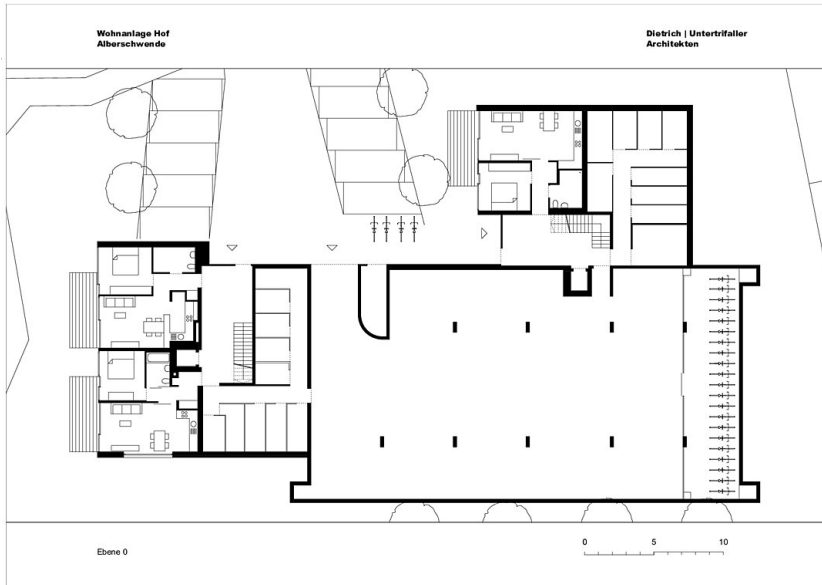 Wohnanlage Hof
Alberschwende
Dietrich | Untertrifaller
Architekten
Ebene 0
0 5 10